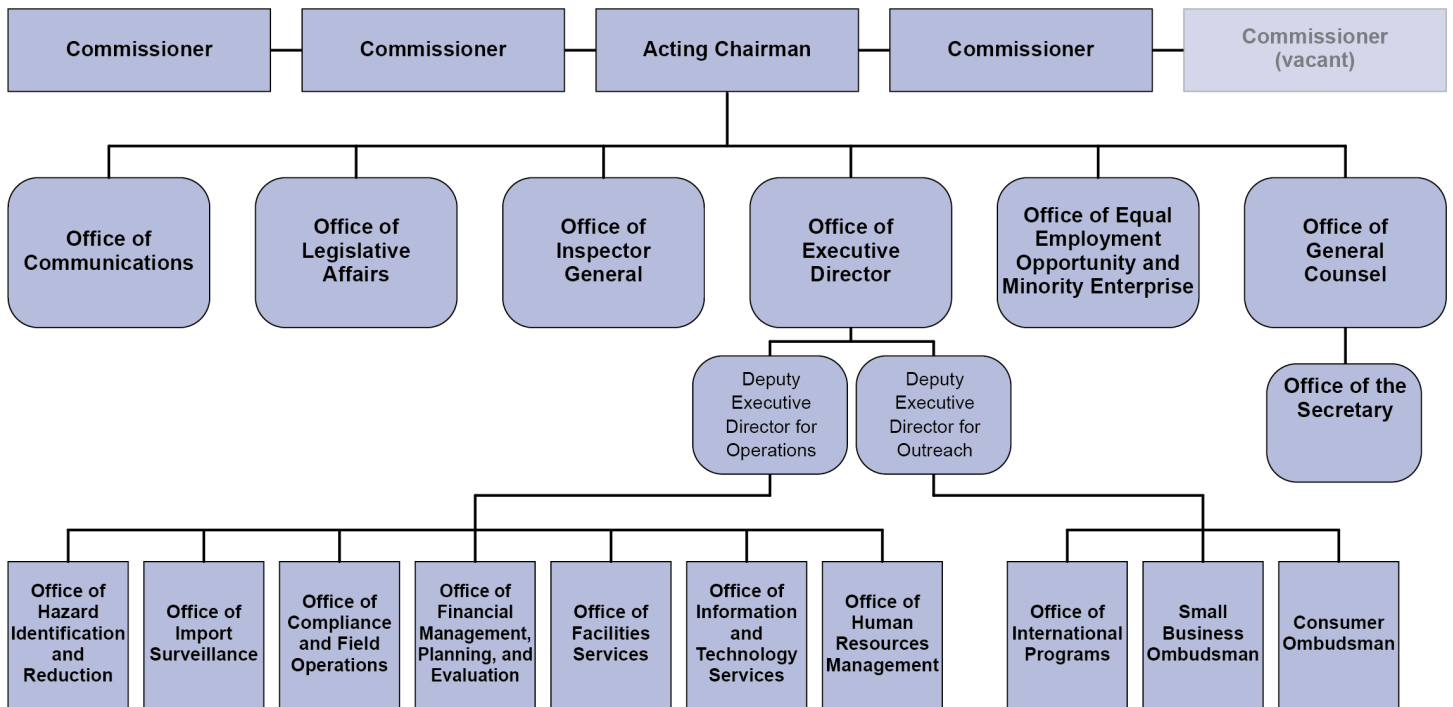 Commissioner
Commissioner
Acting Chairman
Commissioner
Commissioner
(vacant)
Office of
Communications
Office of
Legislative
Affairs
Office of
Inspector
General
Office of
Executive
Director
Office of Equal
Employment
Opportunity and
Minority Enterprise
Office of
General
Counsel
Deputy
Executive
Director for
Operations
Deputy
Executive
Director for
Outreach
Office of the
Secretary
Office of
Hazard
Identification
and
Reduction
Office of
Import
Surveillance
Office of
Compliance
and Field
Operations
Office of
Financial
Management,
Planning, and
Evaluation
Office of
Facilities
Services
Office of
Information
and
Technology
Services
Office of
Human
Resources
Management
Office of
International
Programs
Small
Business
Ombudsman
Consumer
Ombudsman